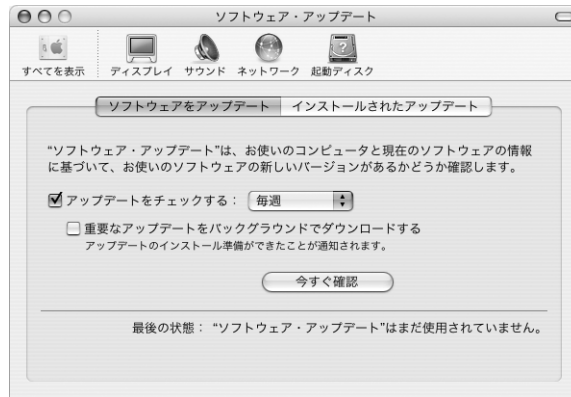 ソフトウェア・アップデート
すべてを表示 ディスプレイ サウンド ネットワーク 起動ディスク
ソフトウェアをアップデート インストールされたアップデート
“ソフトウェア・アップデート”は、お使いのコンピュータと現在のソフトウェアの情報
に基づいて、お使いのソフトウェアの新しいバージョンがあるかどうか確認します。
アップデートをチェックする： 毎週
重要なアップデートをバックグラウンドでダウンロードする
アップデートのインストール準備ができたことが通知されます。
今すぐ確認
最後の状態： “ソフトウェア・アップデート”はまだ使用されていません。